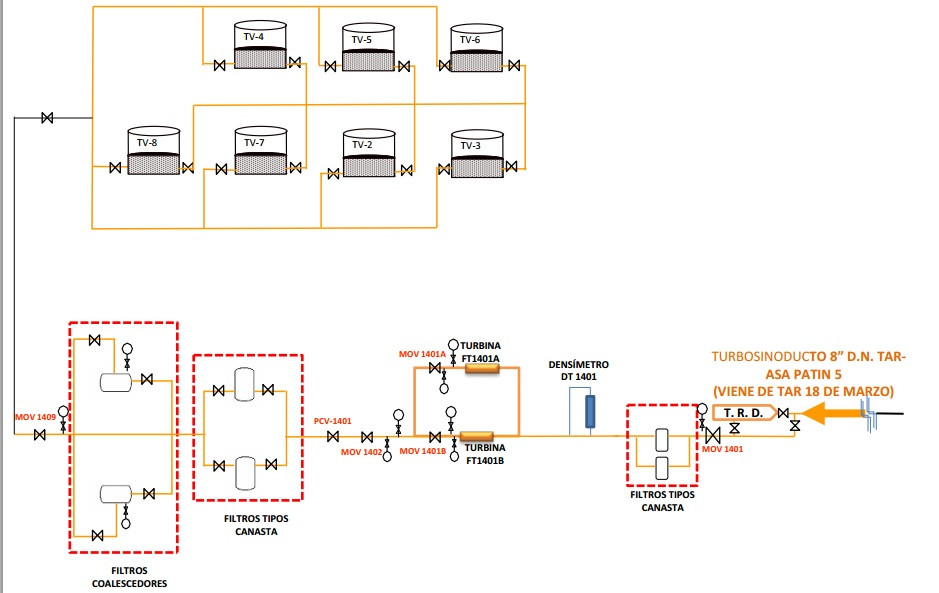 TV-4
TV-5
TV-6
TV-8
TV-7
TV-2
TV-3
TURBOSINODUCTO 8” D.N. TAR-
ASA PATIN 5
(VIENE DE TAR 18 DE MARZO)
T. R. D.
MOV 1401
FILTROS TIPOS
CANASTA
DENSÍMETRO
DT 1401
MOV 1401A
TURBINA
FT1401A
MOV 1401B
TURBINA
FT1401B
PCV-1401
MOV 1402
FILTROS TIPOS
CANASTA
MOV 1409
FILTROS
COALESCEDORES